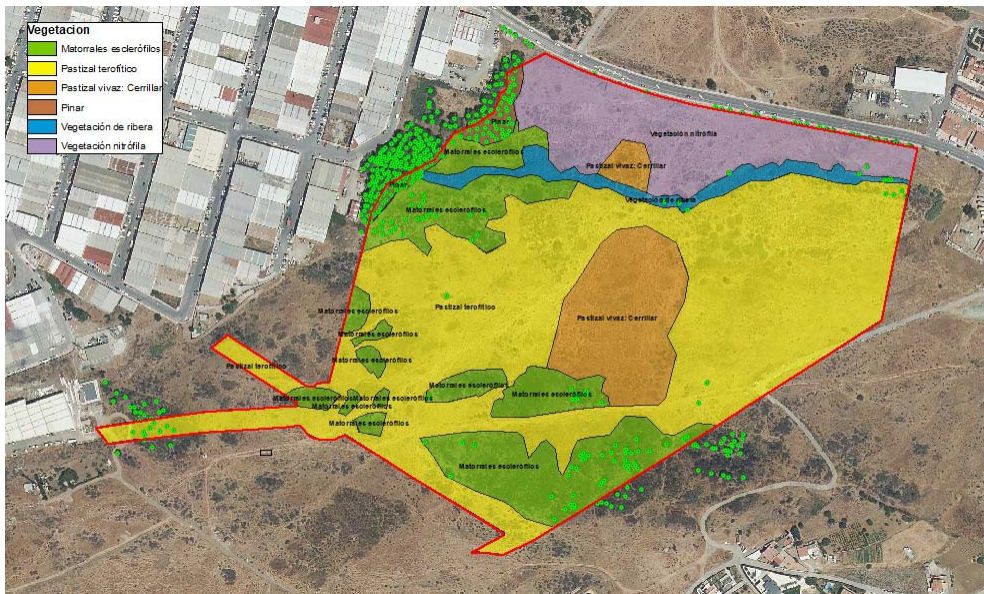 Vegetacion
Matorrales esclerófilos
Pastizal terofítico
Pastizal vivaz: Cerrillar
Pinar
Vegetación de ribera
Vegetación nitrófila
Pinar
Vegetación nitrófila
Matorrales esclerófilos
Pastizal vivaz: Cerrillar
Pinar
Vegetación de ribera
Matorrales esclerófilos
Pastizal terofítico
Matorrales esclerófilos
Pastizal vivaz: Cerrillar
Matorrales esclerófilos
Matorrales esclerófilos
Pastizal terofítico
Matorrales esclerófilos
Matorrales esclerófilos
Matorrales esclerófilos
Matorrales esclerófilos
Matorrales esclerófilos
Matorrales esclerófilos
Matorrales esclerófilos